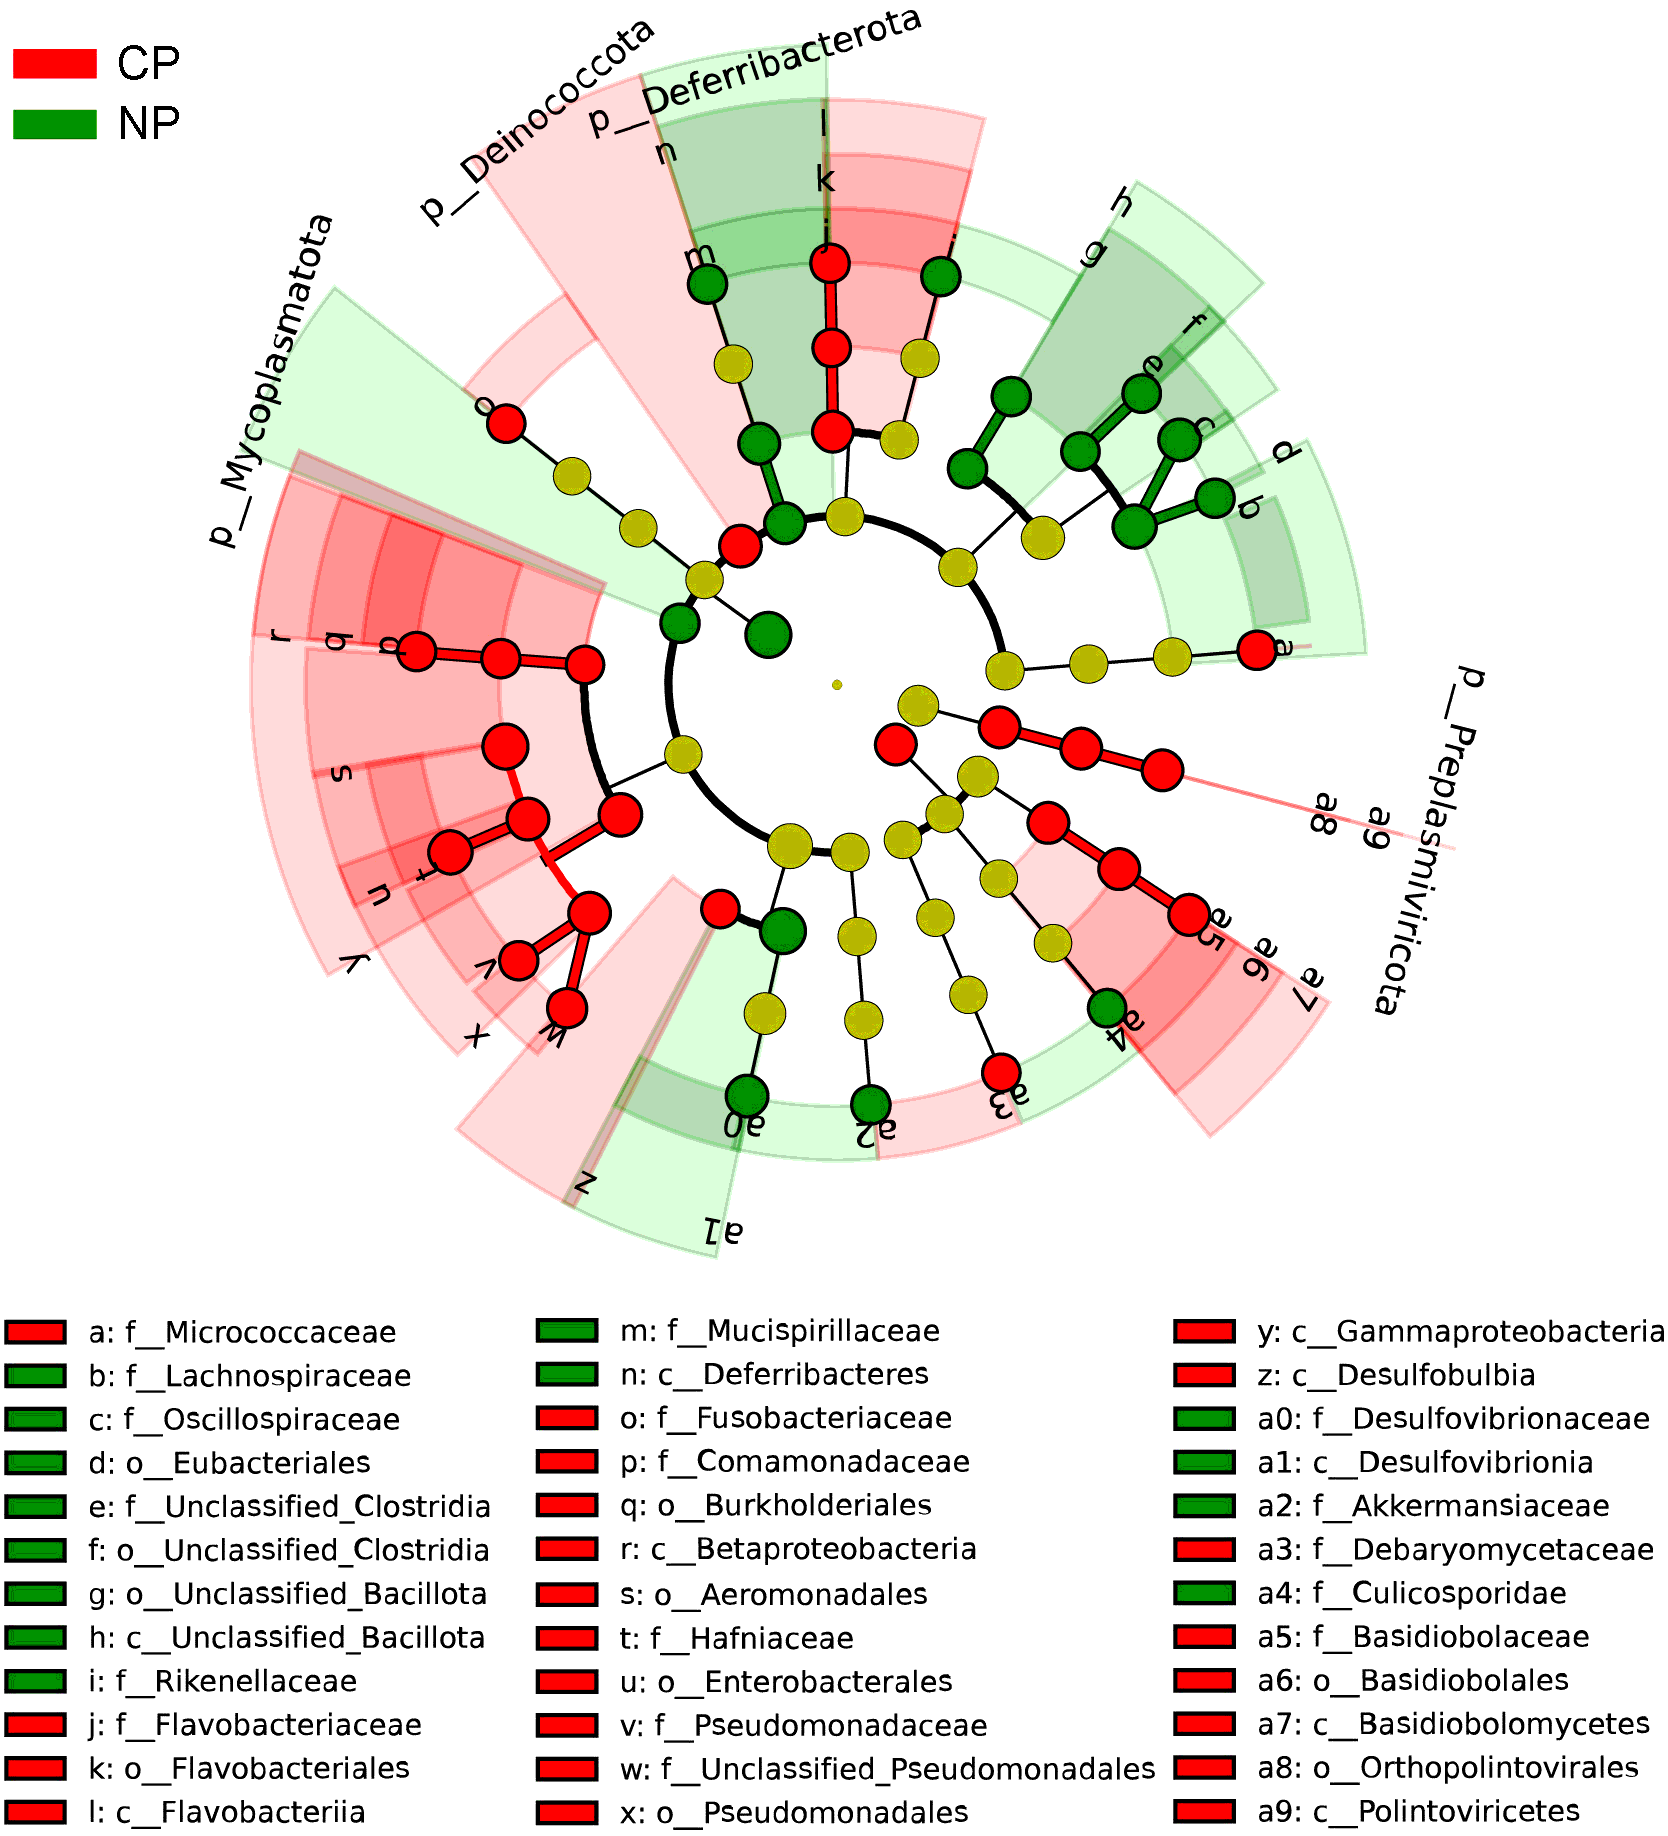 CP
NP
p__Deinococcota
p__Deferribacterota
p__Mycoplasmatota
p__Preplasmiviricota
l
k
j
i
n
m
h
g
f
e
c
d
b
a
o
r
q
p
s
t
u
v
w
x
y
z
a0
a1
a2
a3
a4
a5
a6
a7
a8
a9
a: f__Micrococcaceae
b: f__Lachnospiraceae
c: f__Oscillospiraceae
d: o__Eubacteriales
e: f__Unclassified_Clostridia
f: o__Unclassified_Clostridia
g: o__Unclassified_Bacillota
h: c__Unclassified_Bacillota
i: f__Rikenellaceae
j: f__Flavobacteriaceae
k: o__Flavobacteriales
l: c__Flavobacteriia
m: f__Mucispirillaceae
n: c__Deferribacteres
o: f__Fusobacteriaceae
p: f__Comamonadaceae
q: o__Burkholderiales
r: c__Betaproteobacteria
s: o__Aeromonadales
t: f__Hafniaceae
u: o__Enterobacterales
v: f__Pseudomonadaceae
w: f__Unclassified_Pseudomonadales
x: o__Pseudomonadales
y: c__Gammaproteobacteria
z: c__Desulfobulbia
a0: f__Desulfovibrionaceae
a1: c__Desulfovibrionia
a2: f__Akkermansiaceae
a3: f__Debaryomycetaceae
a4: f__Culicosporidae
a5: f__Basidiobolaceae
a6: o__Basidiobolales
a7: c__Basidiobolomycetes
a8: o__Orthopolintovirales
a9: c__Polintoviricetes